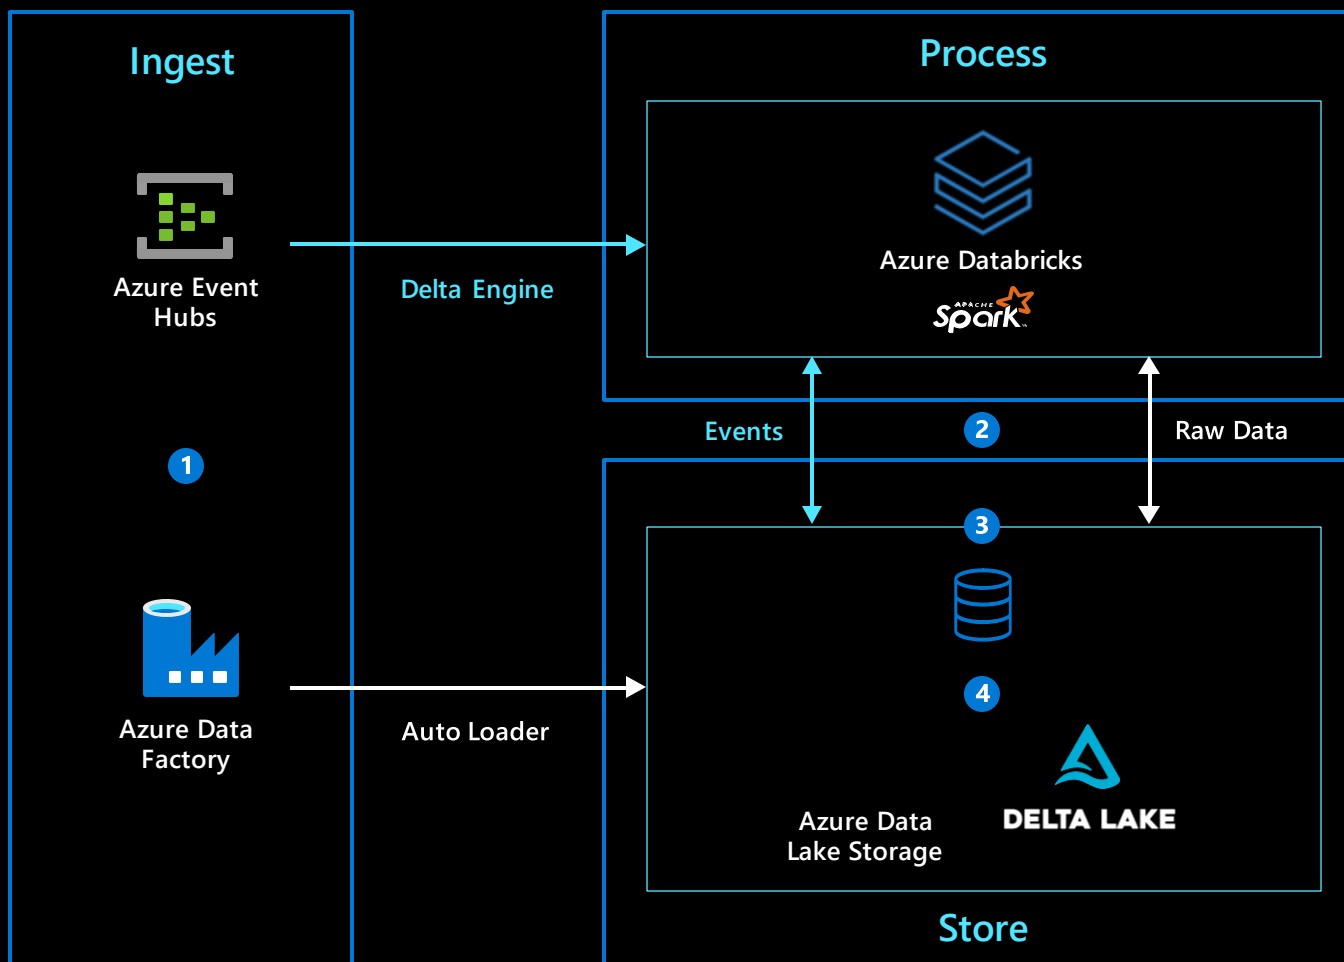 Ingest
Azure Event
Hubs
1
Azure Data
Factory
Delta Engine
Auto Loader
Process
Azure Databricks
APACHE
Spark
Events
2
Raw Data
3
4
Azure Data
Lake Storage
DELTA LAKE
Store